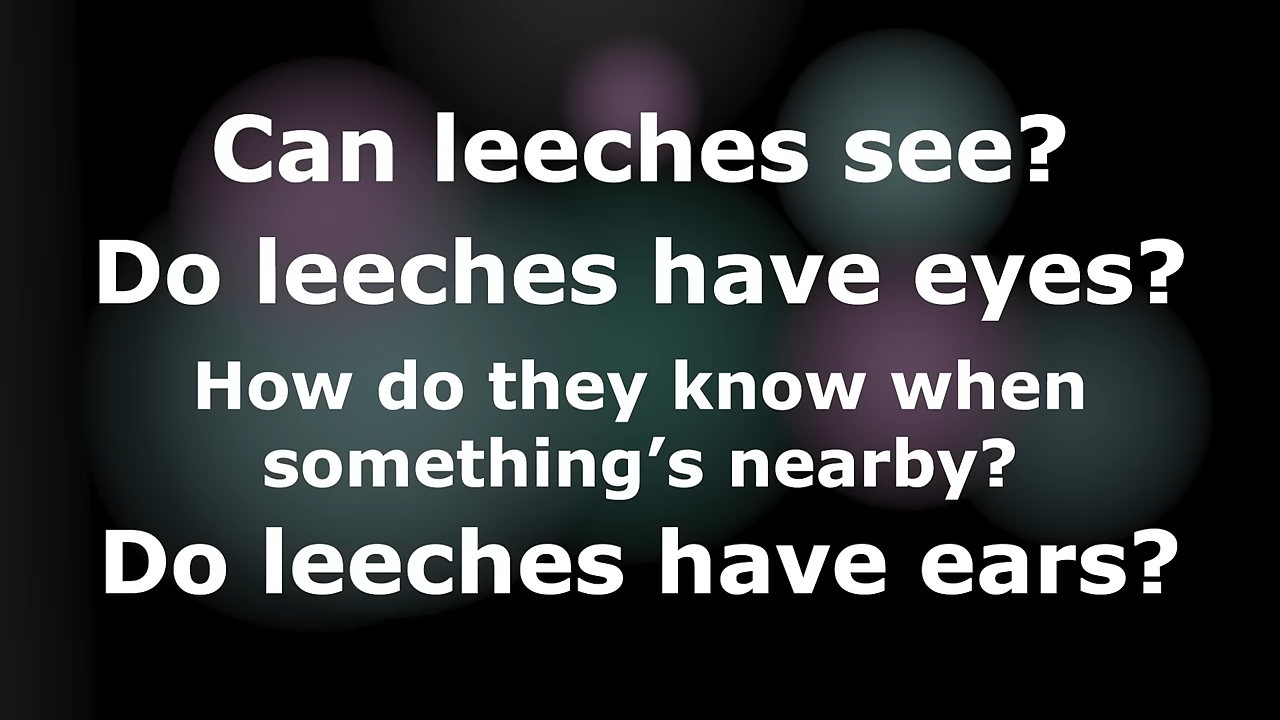 Can leeches see?
Do leeches have eyes?
How do they know when
something’s nearby?
Do leeches have ears?